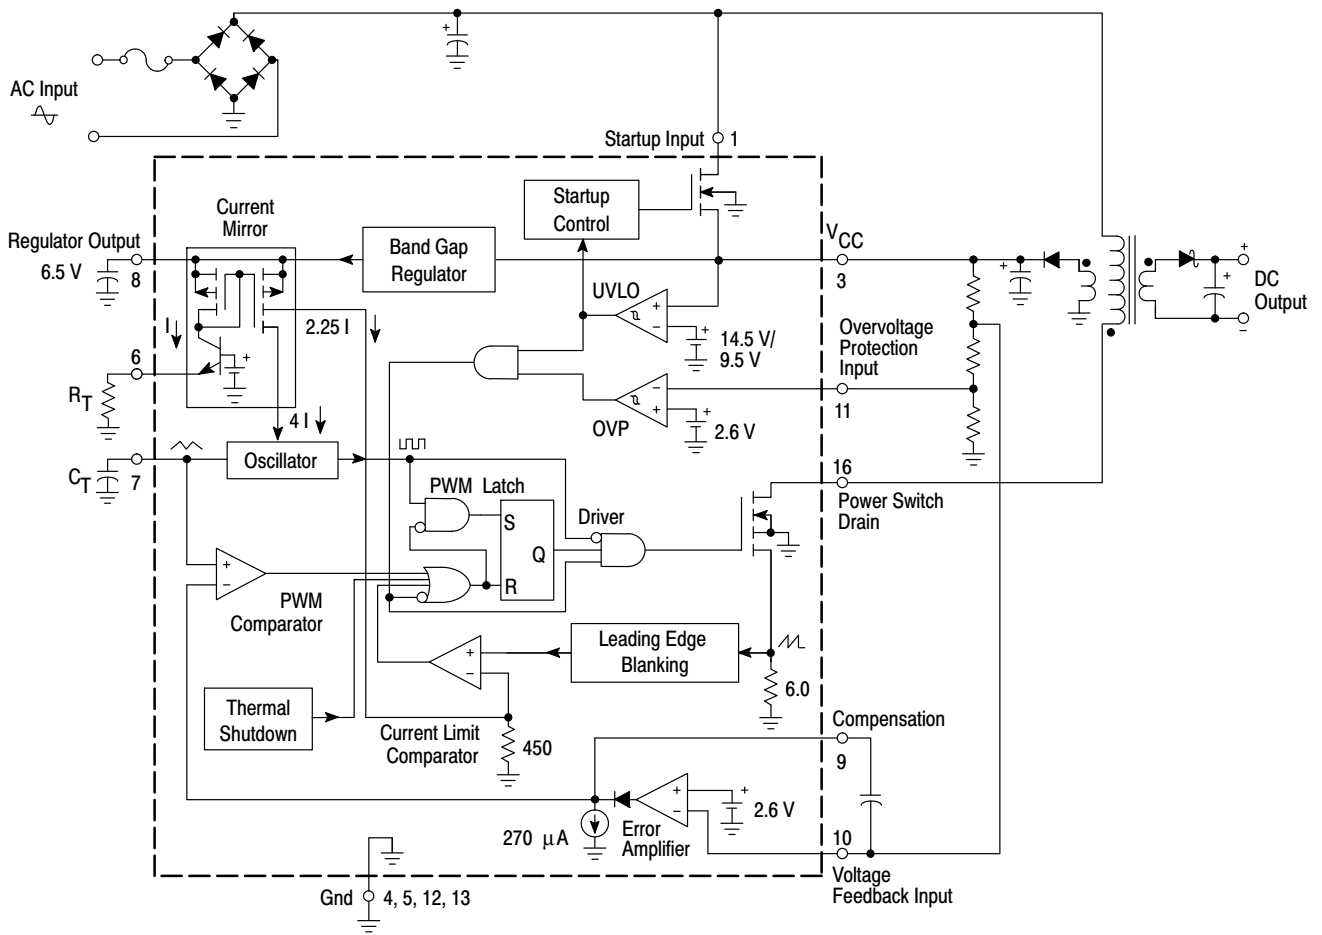 AC Input
Startup Input
1
Current
Mirror
Startup
Control
Regulator Output
6.5 V
8
Band Gap
Regulator
VCC
3
+
+
+
+
DC
Output
−
UVLO
+
−
+
14.5 V/
9.5 V
I
2.25 I
6
RT
+
4 I
Overvoltage
Protection
Input
11
−
+
+
OVP
2.6 V
CT
7
Oscillator
16
Power Switch
Drain
PWM Latch
S
Q
R
Driver
+
−
PWM
Comparator
Leading Edge
Blanking
+
−
6.0
Thermal
Shutdown
Current Limit
Comparator
450
Compensation
9
270 µA
Error
Amplifier
+
−
+
2.6 V
10
Voltage
Feedback Input
Gnd
4, 5, 12, 13